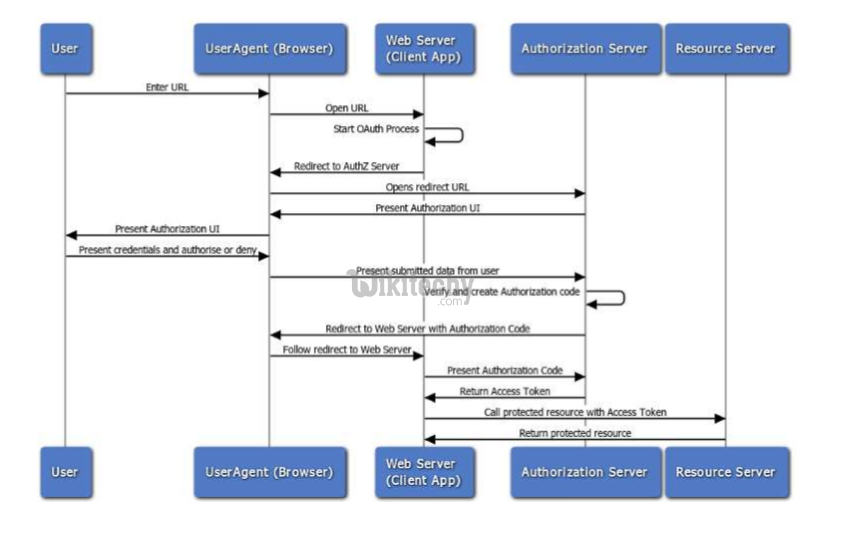 User
UserAgent (Browser)
Web Server
(Client App)
Authorization Server
Resource Server
Enter URL
Open URL
Start OAuth Process
Redirect to AuthZ Server
Opens redirect URL
Present Authorization UI
Present Authorization UI
Present credentials and authorise or deny
Present submitted data from user
Wikitechy
.com
Verify and create Authorization code
Redirect to Web Server with Authorization Code
Follow redirect to Web Server
Present Authorization Code
Return Access Token
Call protected resource with Access Token
Return protected resource
User
UserAgent (Browser)
Web Server
(Client App)
Authorization Server
Resource Server